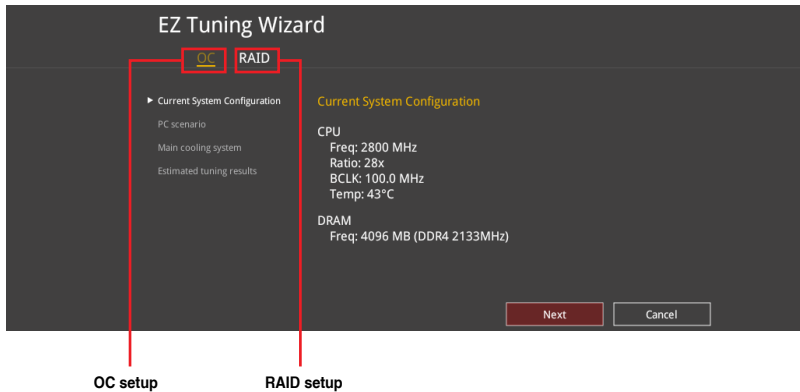 EZ Tuning Wizard
OC RAID
► Current System Configuration
PC scenario
Main cooling system
Estimated tuning results
Current System Configuration
CPU
Freq: 2800 MHz
Ratio: 28x
BCLK: 100.0 MHz
Temp: 43°C
DRAM
Freq: 4096 MB (DDR4 2133MHz)
Next Cancel
OC setup RAID setup